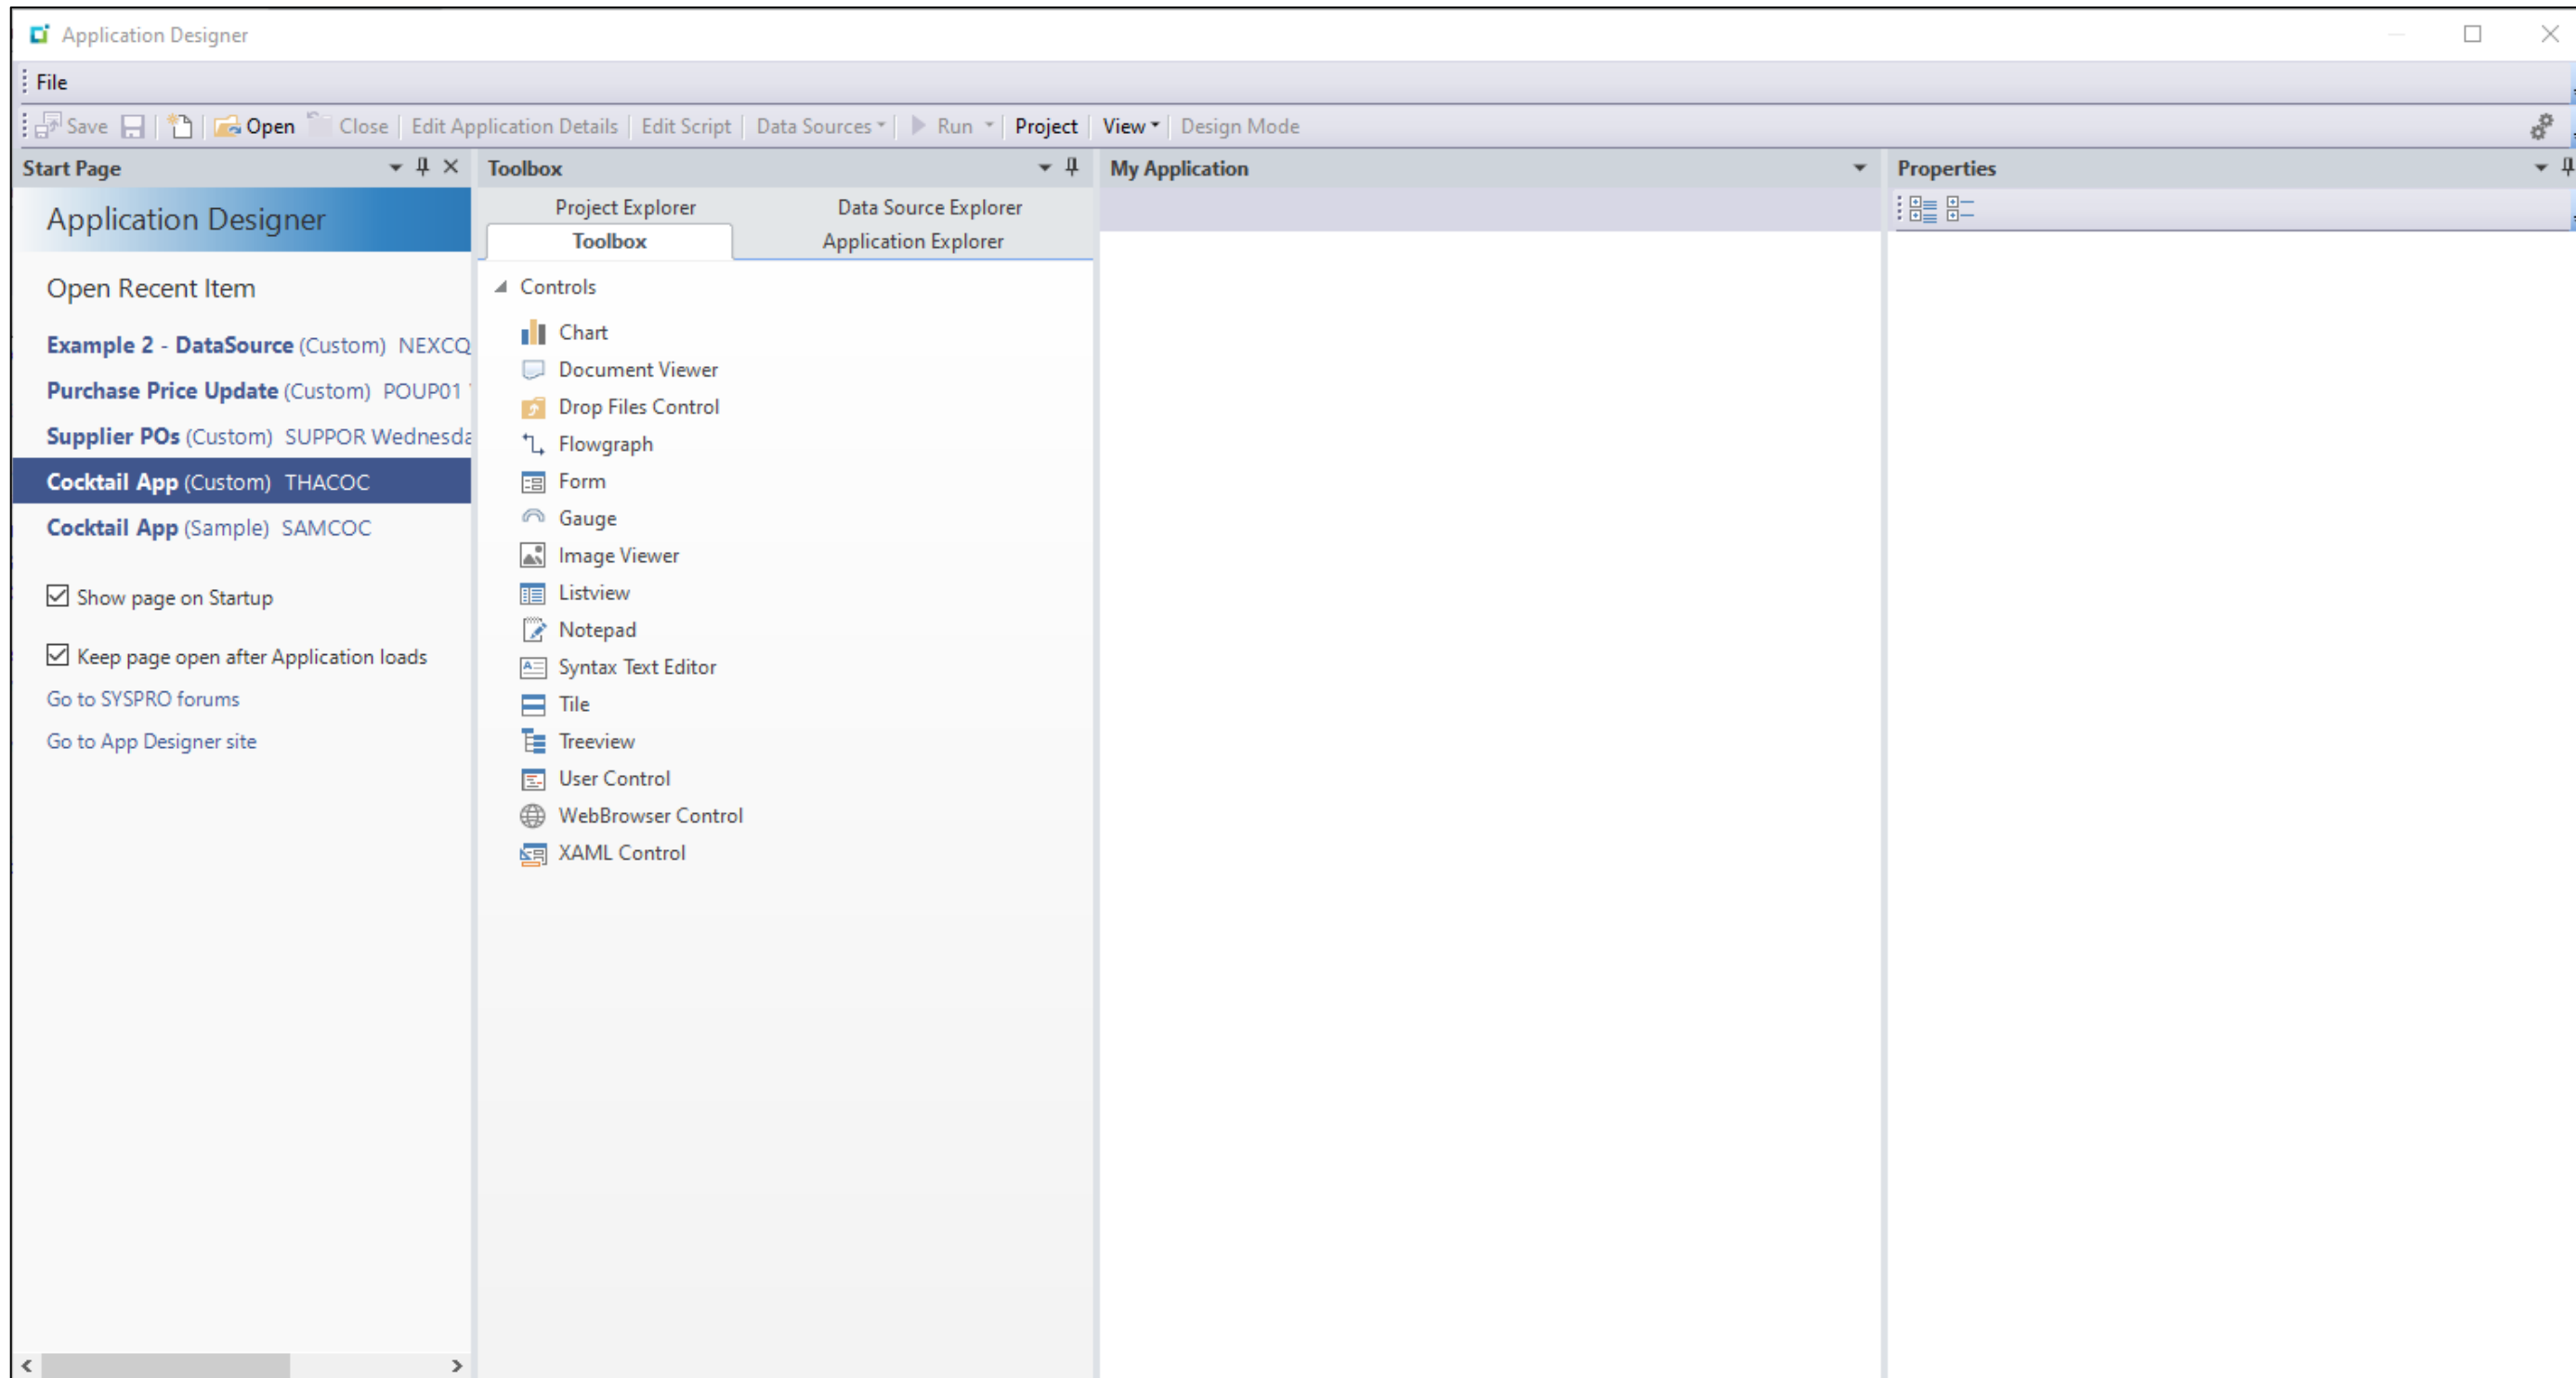 Application Designer
File
Save Open Close Edit Application Details Edit Script Data Sources Run Project View Design Mode
Start Page
Application Designer
Open Recent Item
Example 2 - DataSource (Custom) NEXCQ
Purchase Price Update (Custom) POUP01
Supplier POs (Custom) SUPPOR Wednesda
Cocktail App (Custom) THACOC
Cocktail App (Sample) SAMCOC
Show page on Startup
Keep page open after Application loads
Go to SYSPRO forums
Go to App Designer site
Toolbox
Project Explorer Data Source Explorer
Toolbox Application Explorer
Controls
Chart
Document Viewer
Drop Files Control
Flowgraph
Form
Gauge
Image Viewer
Listview
Notepad
Syntax Text Editor
Tile
Treeview
User Control
WebBrowser Control
XAML Control
My Application
Properties